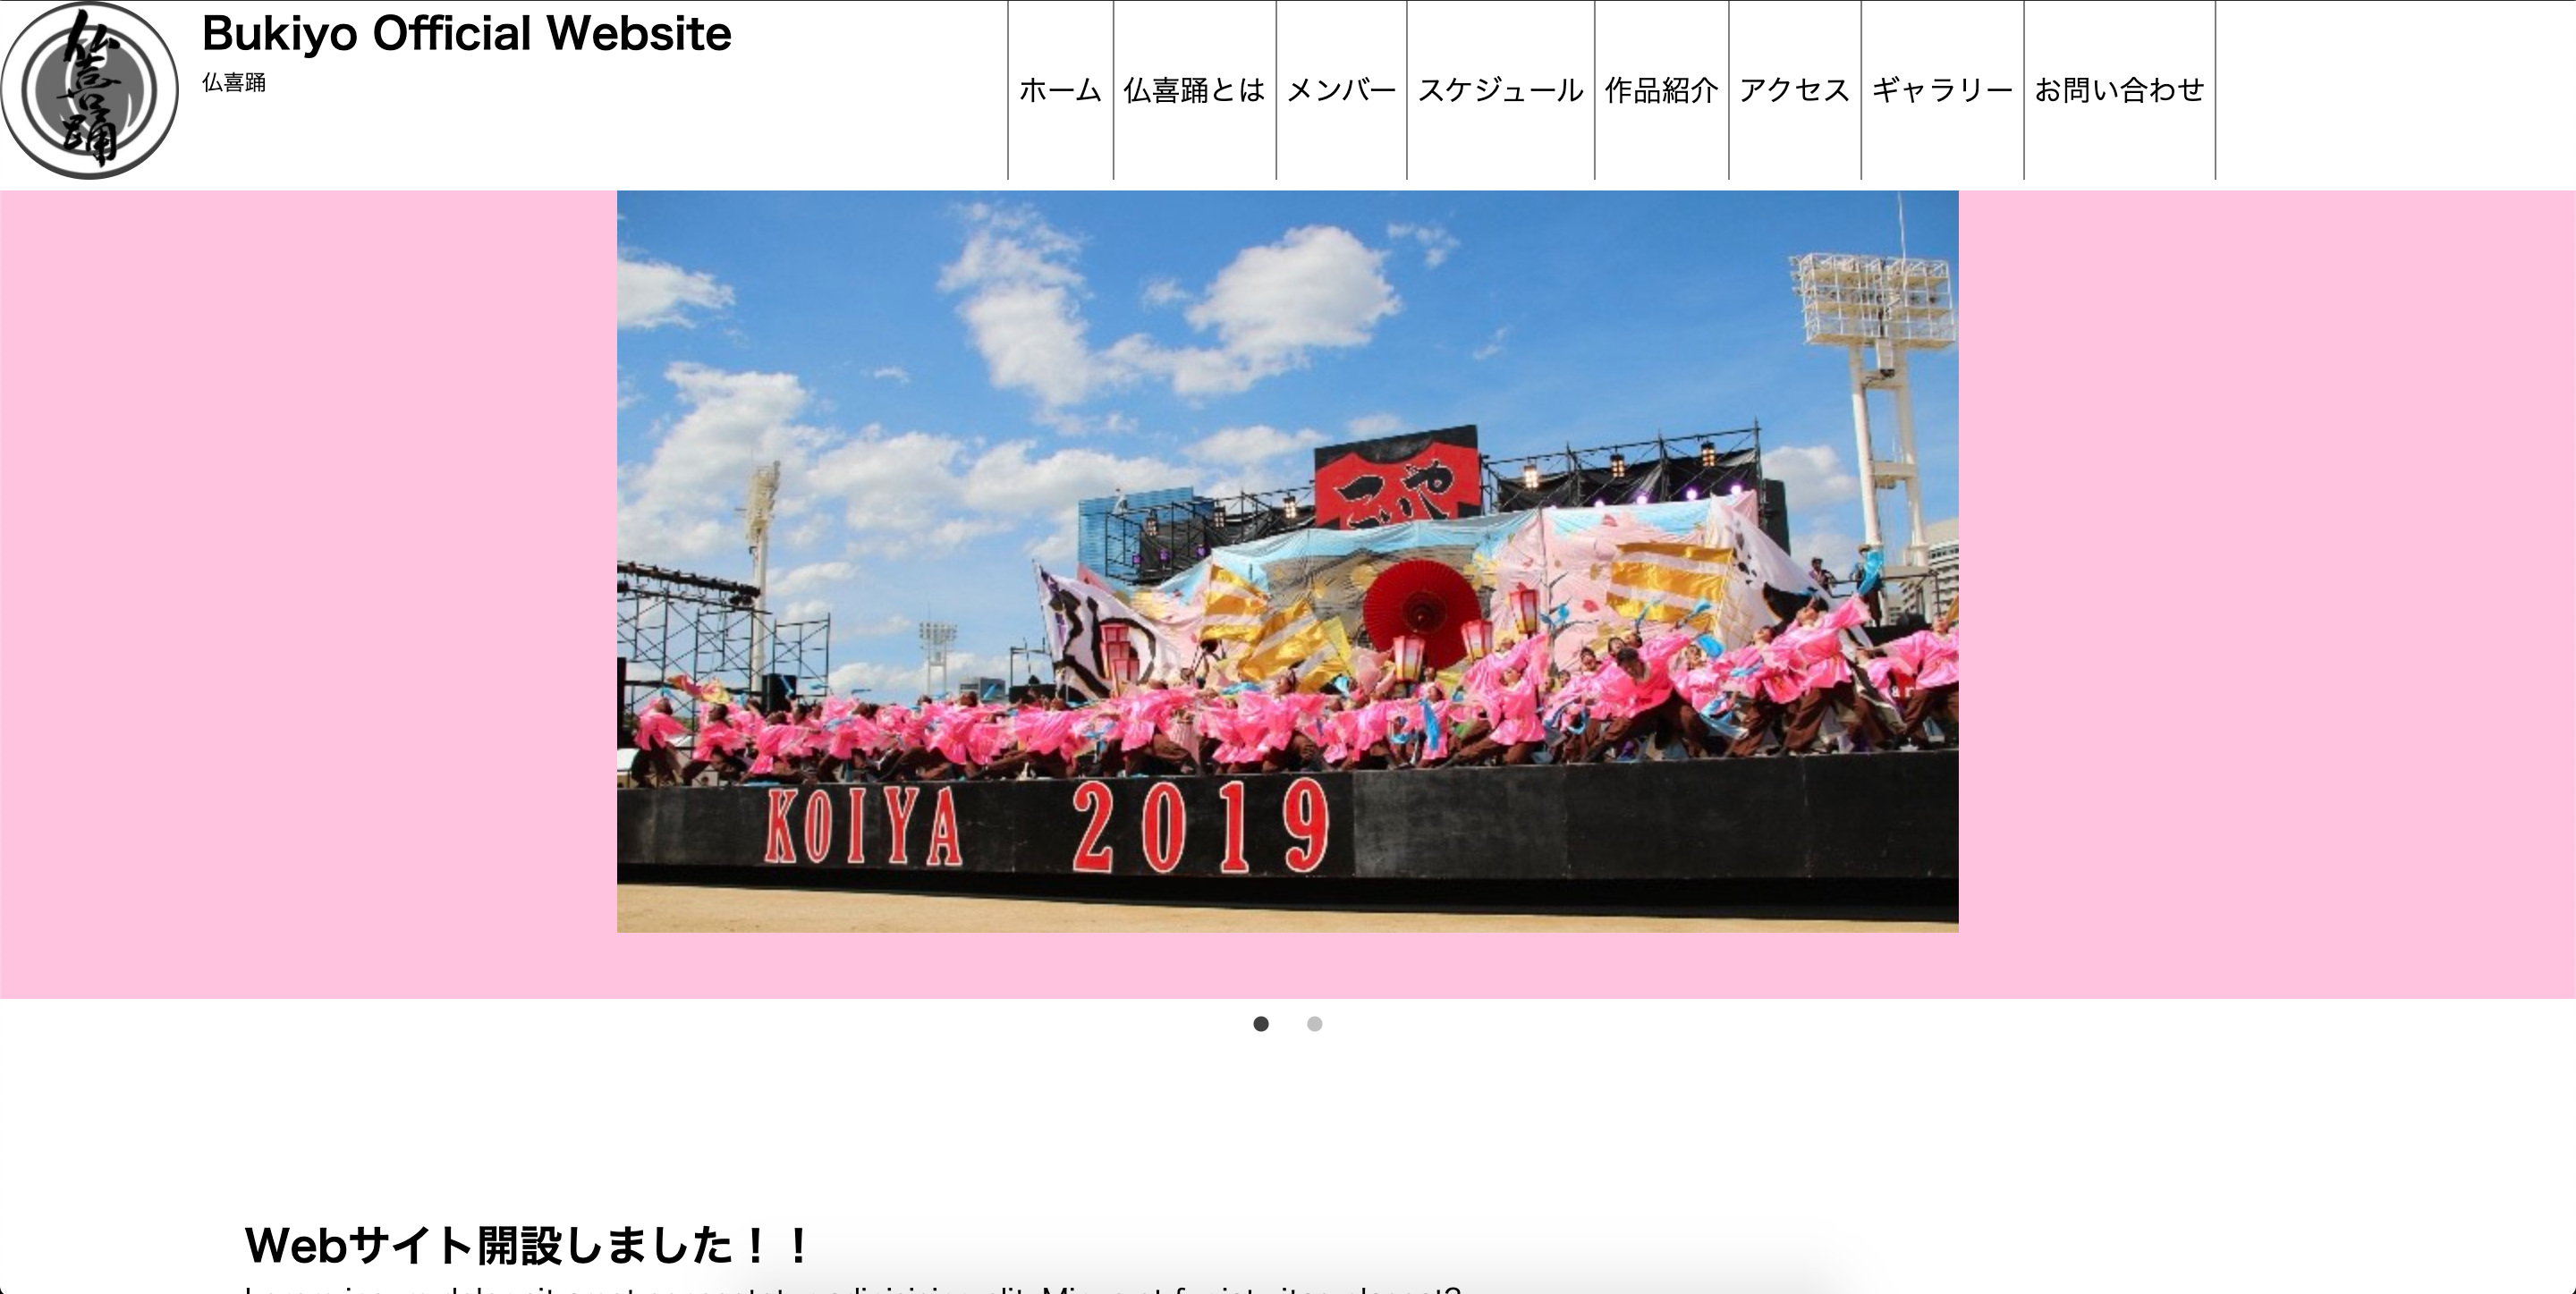 仏喜踊
Bukiyo Official Website
仏喜踊
ホーム
仏喜踊とは
メンバー
スケジュール
作品紹介
アクセス
ギャラリー
お問い合わせ
こいや
KOIYA 2019
Webサイト開設しました！！